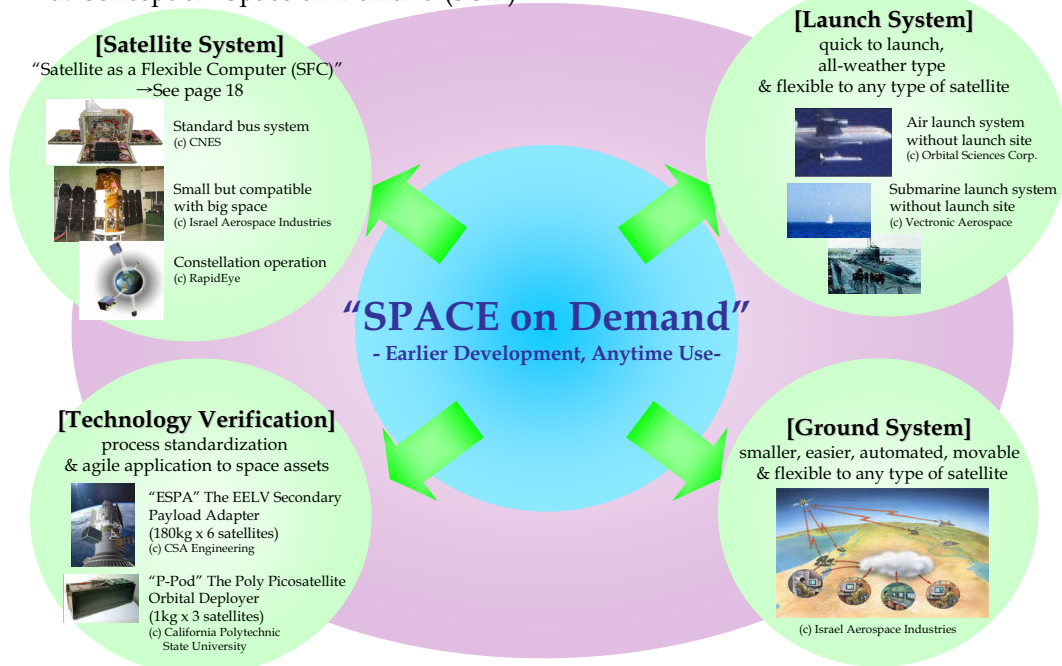 [Satellite System]
“Satellite as a Flexible Computer (SFC)”
→See page 18
Standard bus system
(c) CNES
Small but compatible
with big space
(c) Israel Aerospace Industries
Constellation operation
(c) RapidEye
[Launch System]
quick to launch,
all-weather type
& flexible to any type of satellite
Air launch system
without launch site
(c) Orbital Sciences Corp.
Submarine launch system
without launch site
(c) Vectronic Aerospace
“SPACE on Demand”
- Earlier Development, Anytime Use-
[Technology Verification]
process standardization
& agile application to space assets
“ESPA” The EELV Secondary
Payload Adapter
(180kg x 6 satellites)
(c) CSA Engineering
“P-Pod” The Poly Picosatellite
Orbital Deployer
(1kg x 3 satellites)
(c) California Polytechnic
State University
[Ground System]
smaller, easier, automated, movable
& flexible to any type of satellite
(c) Israel Aerospace Industries